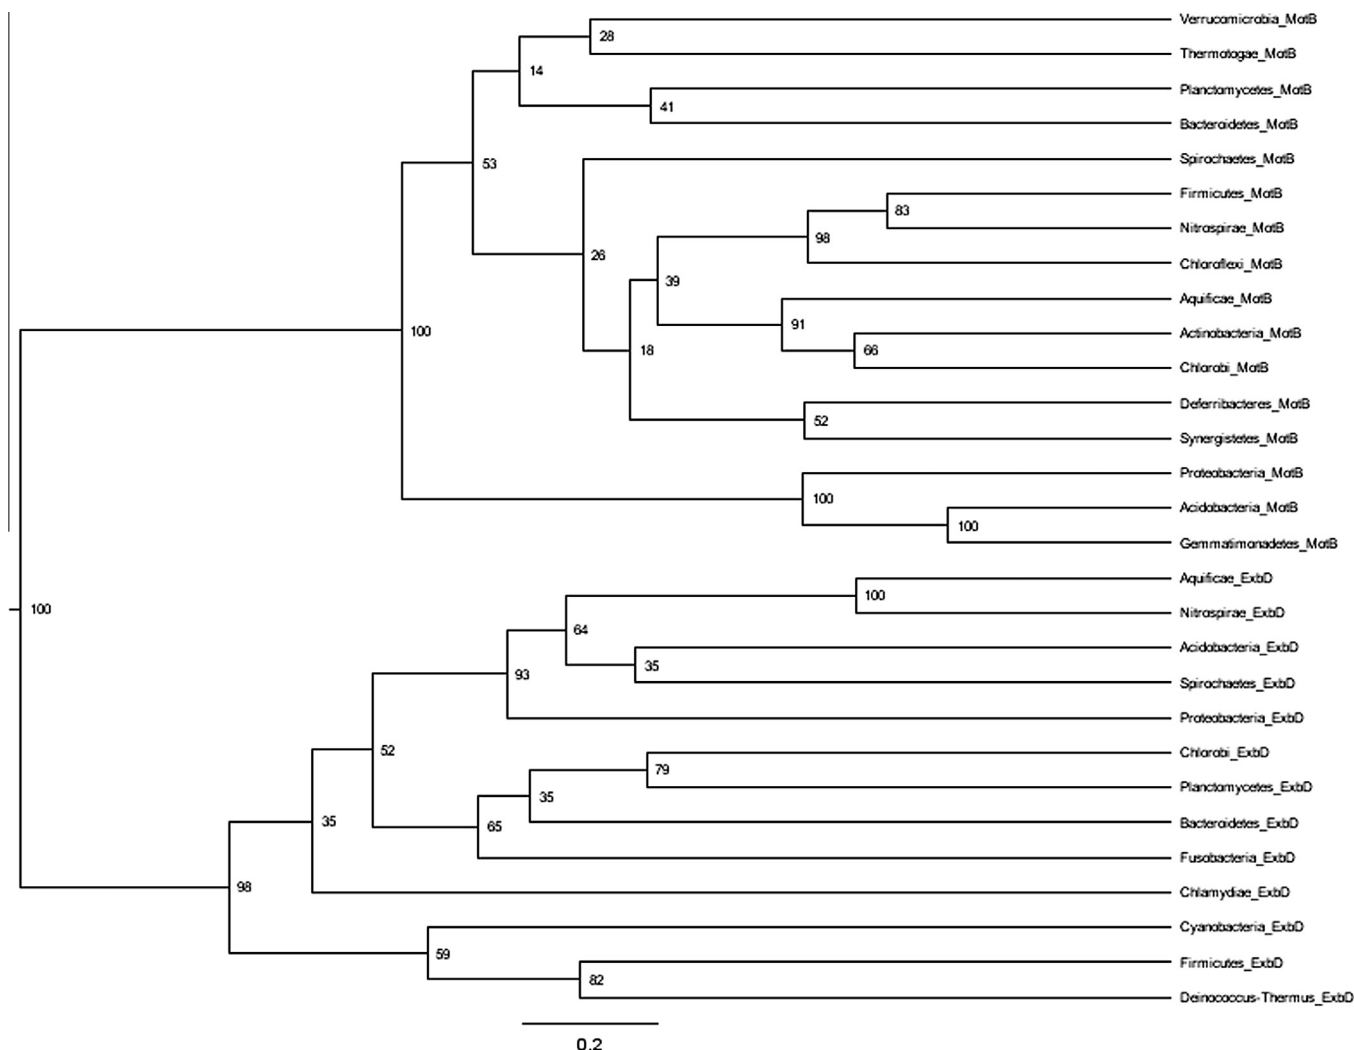 Verrucomicrobia_MotB
28
Thermotogae_MotB
14
Planctomycetes_MotB
41
Bacteroidetes_MotB
53
Spirochaetes_MotB
Firmicutes_MotB
83
Nitrospirae_MotB
98
26
Chloroflexi_MotB
39
Aquificae_MotB
91
100
Actinobacteria_MotB
18
66
Chlorobi_MotB
Deferribacteres_MotB
52
Synergistetes_MotB
Proteobacteria_MotB
100
Acidobacteria_MotB
100
Gemmatimonadetes_MotB
Aquificae_ExbD
100
100
Nitrospirae_ExbD
64
Acidobacteria_ExbD
35
93
Spirochaetes_ExbD
Proteobacteria_ExbD
52
Chlorobi_ExbD
79
Planctomycetes_ExbD
35
35
Bacteroidetes_ExbD
65
Fusobacteria_ExbD
98
Chlamydiae_ExbD
Cyanobacteria_ExbD
59
Firmicutes_ExbD
82
Deinococcus-Thermus_ExbD
0.2